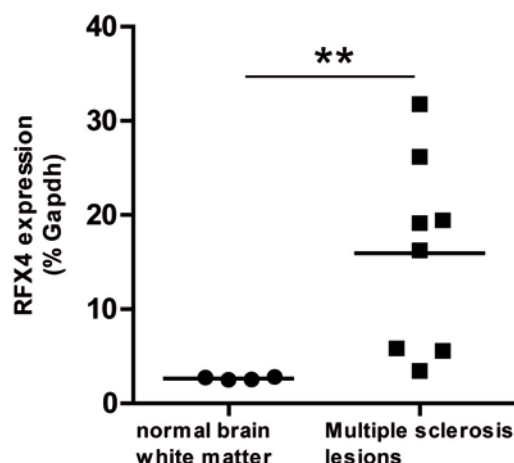 40
**
30
20
10
0
RFX4 expression
(% Gapdh)
normal brain
white matter
Multiple sclerosis
lesions